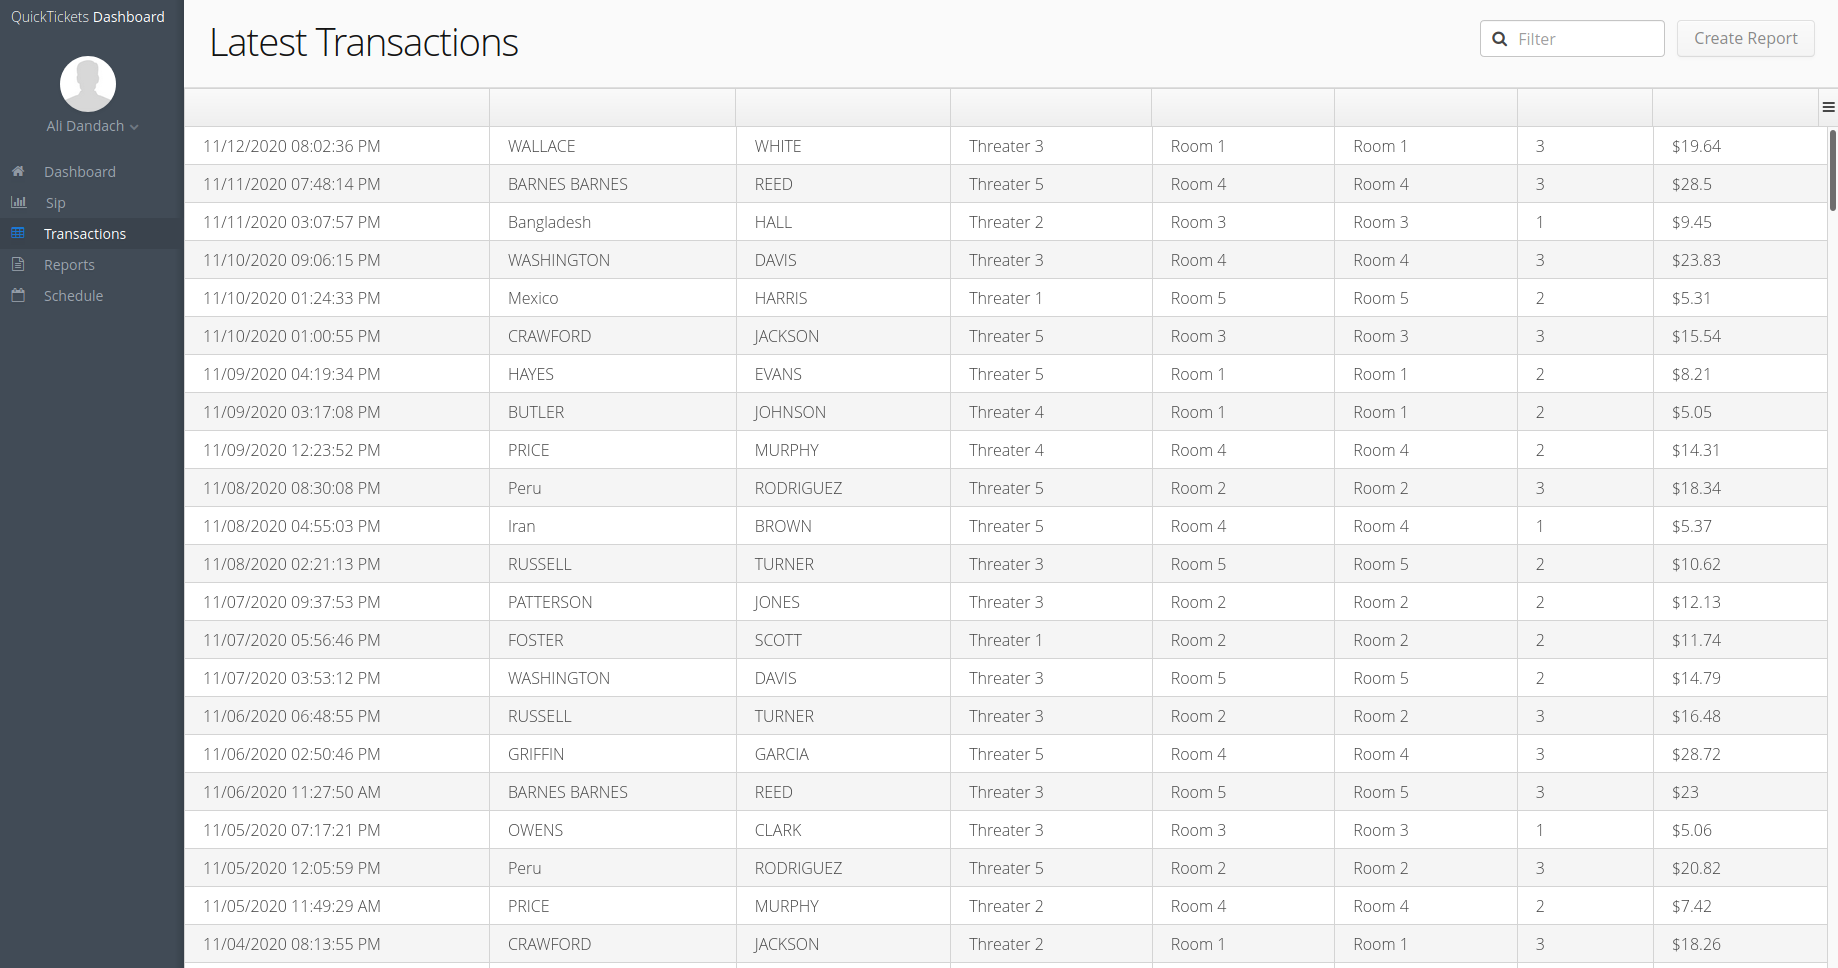 QuickTickets Dashboard
Ali Dandach
Dashboard
Sip
Transactions
Reports
Schedule
Latest Transactions
Filter
Create Report
11/12/2020 08:02:36 PM WALLACE WHITE Threater 3 Room 1 Room 1 3 $19.64
11/11/2020 07:48:14 PM BARNES BARNES REED Threater 5 Room 4 Room 4 3 $28.5
11/11/2020 03:07:57 PM Bangladesh HALL Threater 2 Room 3 Room 3 1 $9.45
11/10/2020 09:06:15 PM WASHINGTON DAVIS Threater 3 Room 4 Room 4 3 $23.83
11/10/2020 01:24:33 PM Mexico HARRIS Threater 1 Room 5 Room 5 2 $5.31
11/10/2020 01:00:55 PM CRAWFORD JACKSON Threater 5 Room 3 Room 3 3 $15.54
11/09/2020 04:19:34 PM HAYES EVANS Threater 5 Room 1 Room 1 2 $8.21
11/09/2020 03:17:08 PM BUTLER JOHNSON Threater 4 Room 1 Room 1 2 $5.05
11/09/2020 12:23:52 PM PRICE MURPHY Threater 4 Room 4 Room 4 2 $14.31
11/08/2020 08:30:08 PM Peru RODRIGUEZ Threater 5 Room 2 Room 2 3 $18.34
11/08/2020 04:55:03 PM Iran BROWN Threater 5 Room 4 Room 4 1 $5.37
11/08/2020 02:21:13 PM RUSSELL TURNER Threater 3 Room 5 Room 5 2 $10.62
11/07/2020 09:37:53 PM PATTERSON JONES Threater 3 Room 2 Room 2 2 $12.13
11/07/2020 05:56:46 PM FOSTER SCOTT Threater 1 Room 2 Room 2 2 $11.74
11/07/2020 03:53:12 PM WASHINGTON DAVIS Threater 3 Room 5 Room 5 2 $14.79
11/06/2020 06:48:55 PM RUSSELL TURNER Threater 3 Room 2 Room 2 3 $16.48
11/06/2020 02:50:46 PM GRIFFIN GARCIA Threater 5 Room 4 Room 4 3 $28.72
11/06/2020 11:27:50 AM BARNES BARNES REED Threater 3 Room 5 Room 5 3 $23
11/05/2020 07:17:21 PM OWENS CLARK Threater 3 Room 3 Room 3 1 $5.06
11/05/2020 12:05:59 PM Peru RODRIGUEZ Threater 5 Room 2 Room 2 3 $20.82
11/05/2020 11:49:29 AM PRICE MURPHY Threater 2 Room 4 Room 4 2 $7.42
11/04/2020 08:13:55 PM CRAWFORD JACKSON Threater 2 Room 1 Room 1 3 $18.26